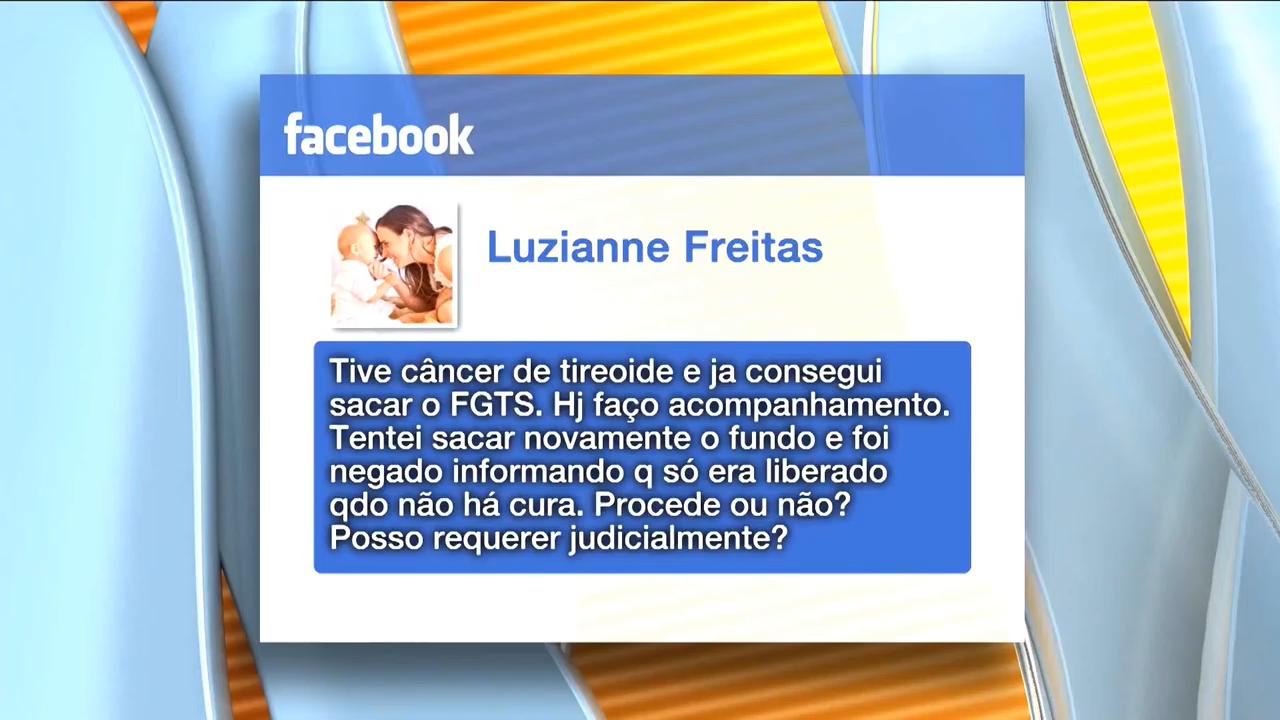 facebook
Luzianne Freitas
Tive câncer de tireoide e ja consegui
sacar o FGTS. Hj faço acompanhamento.
Tentei sacar novamente o fundo e foi
negado informando q só era liberado
qdo não há cura. Procede ou não?
Posso requerer judicialmente?